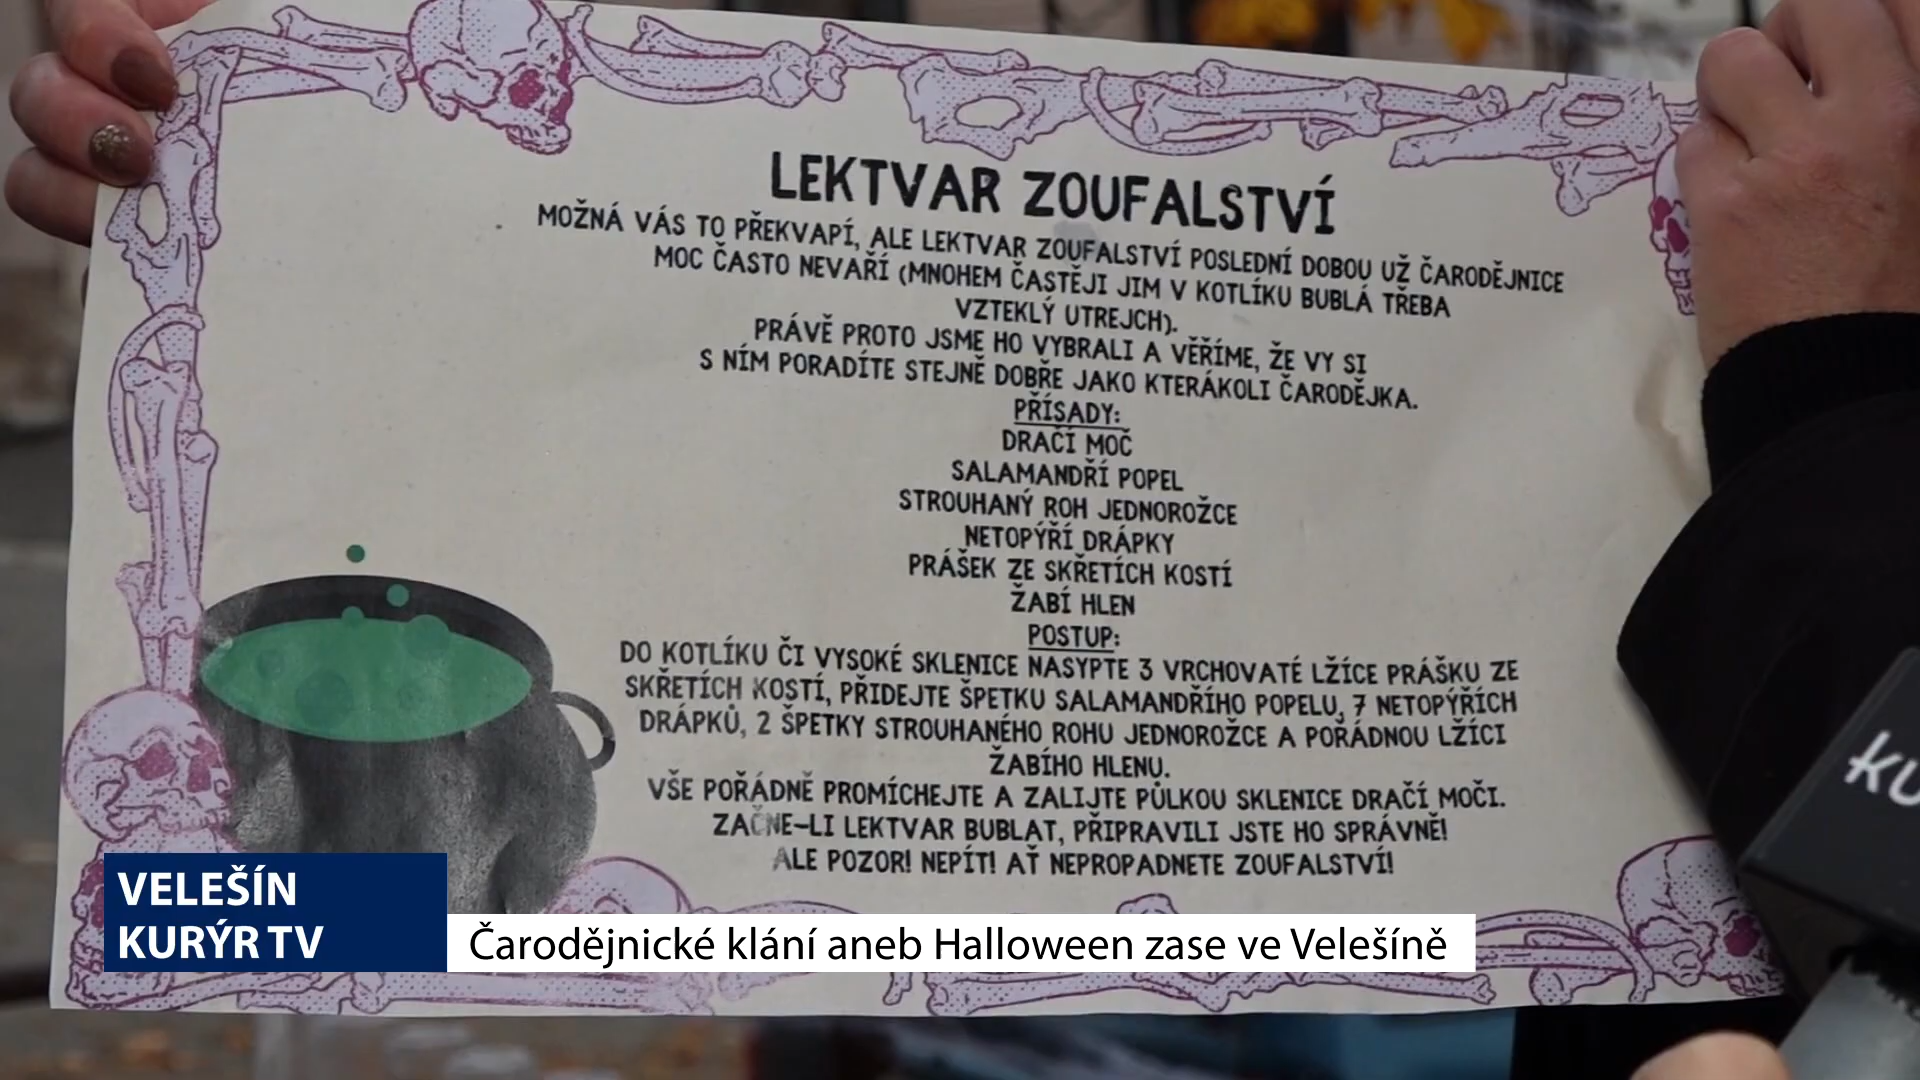 LEKTVAR ZOUFALSTVÍ
MOŽNÁ VÁS TO PŘEKVAPÍ, ALE LEKTVAR ZOUFALSTVÍ POSLEDNÍ DOBOU UŽ ČARODĚJNICE
MOC ČASTO NEVAŘÍ (MNOHEM ČASTĚJI JIM V KOTLÍKU BUBLÁ TŘEBA
VZTEKLÝ UTREJCH).
PRÁVĚ PROTO JSME HO VYBRALI A VĚŘÍME, ŽE VY SI
S NÍM PORADÍTE STEJNĚ DOBŘE JAKO KTERÁKOLI ČARODĚJKA.
PŘÍSADY:
DRAČÍ MOČ
SALAMANDŘÍ POPEL
STROUHANÝ ROH JEDNOROŽCE
NETOPÝŘÍ DRÁPKY
PRÁŠEK ZE SKŘETÍCH KOSTÍ
ŽABÍ HLEN
POSTUP:
DO KOTLÍKU ČI VYSOKÉ SKLENICE NASYPTE 3 VRCHOVATÉ LŽÍCE PRÁŠKU ZE
SKŘETÍCH KOSTÍ, PŘIDEJTE ŠPETKU SALAMANDŘÍHO POPELU, 7 NETOPÝŘÍCH
DRÁPKŮ, 2 ŠPETKY STROUHANÉHO ROHU JEDNOROŽCE A POŘÁDNOU LŽÍCI
ŽABÍHO HLENU.
VŠE POŘÁDNĚ PROMÍCHEJTE A ZALIJTE PŮLKOU SKLENICE DRAČÍ MOČI.
ZAČNE-LI LEKTVAR BUBLAT, PŘIPRAVILI JSTE HO SPRÁVNĚ!
ALE POZOR! NEPÍT! AŤ NEPROPADNETE ZOUFALSTVÍ!
KU
VELEŠÍN
KURÝR TV
Čarodějnické klání aneb Halloween zase ve Velešíně